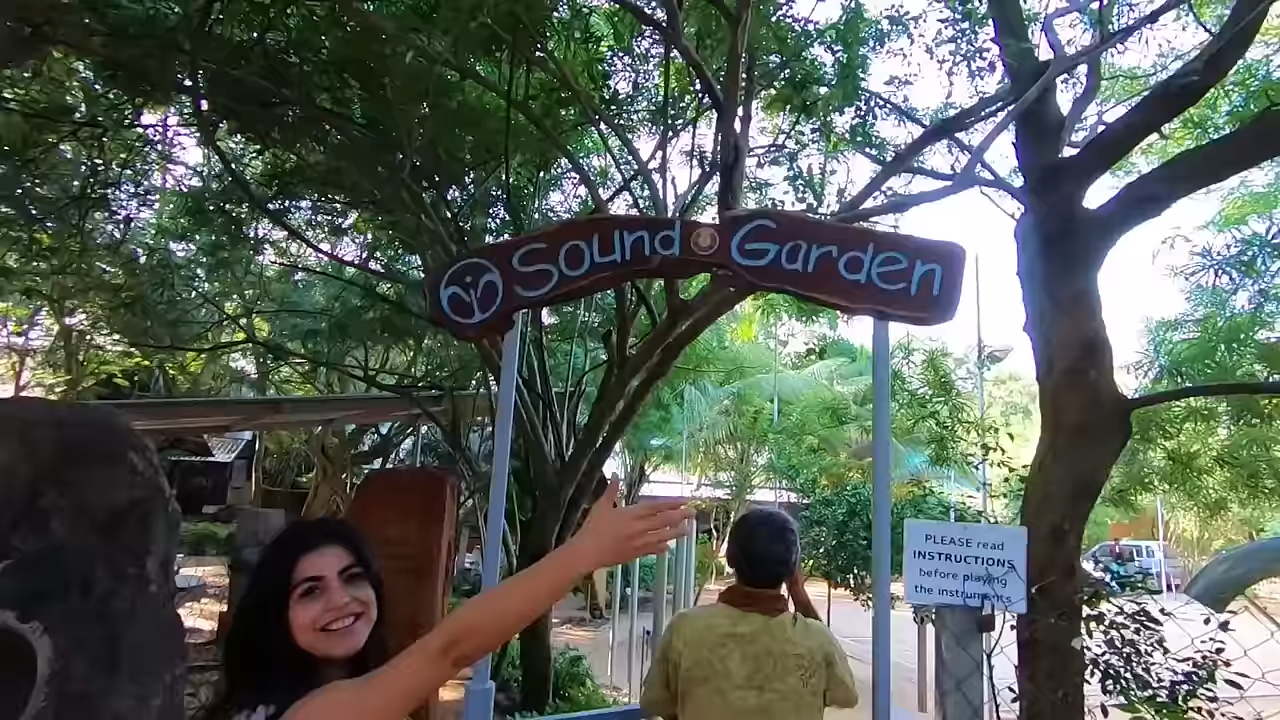 Sound Garden
PLEASE read
INSTRUCTIONS
before playing
the instruments